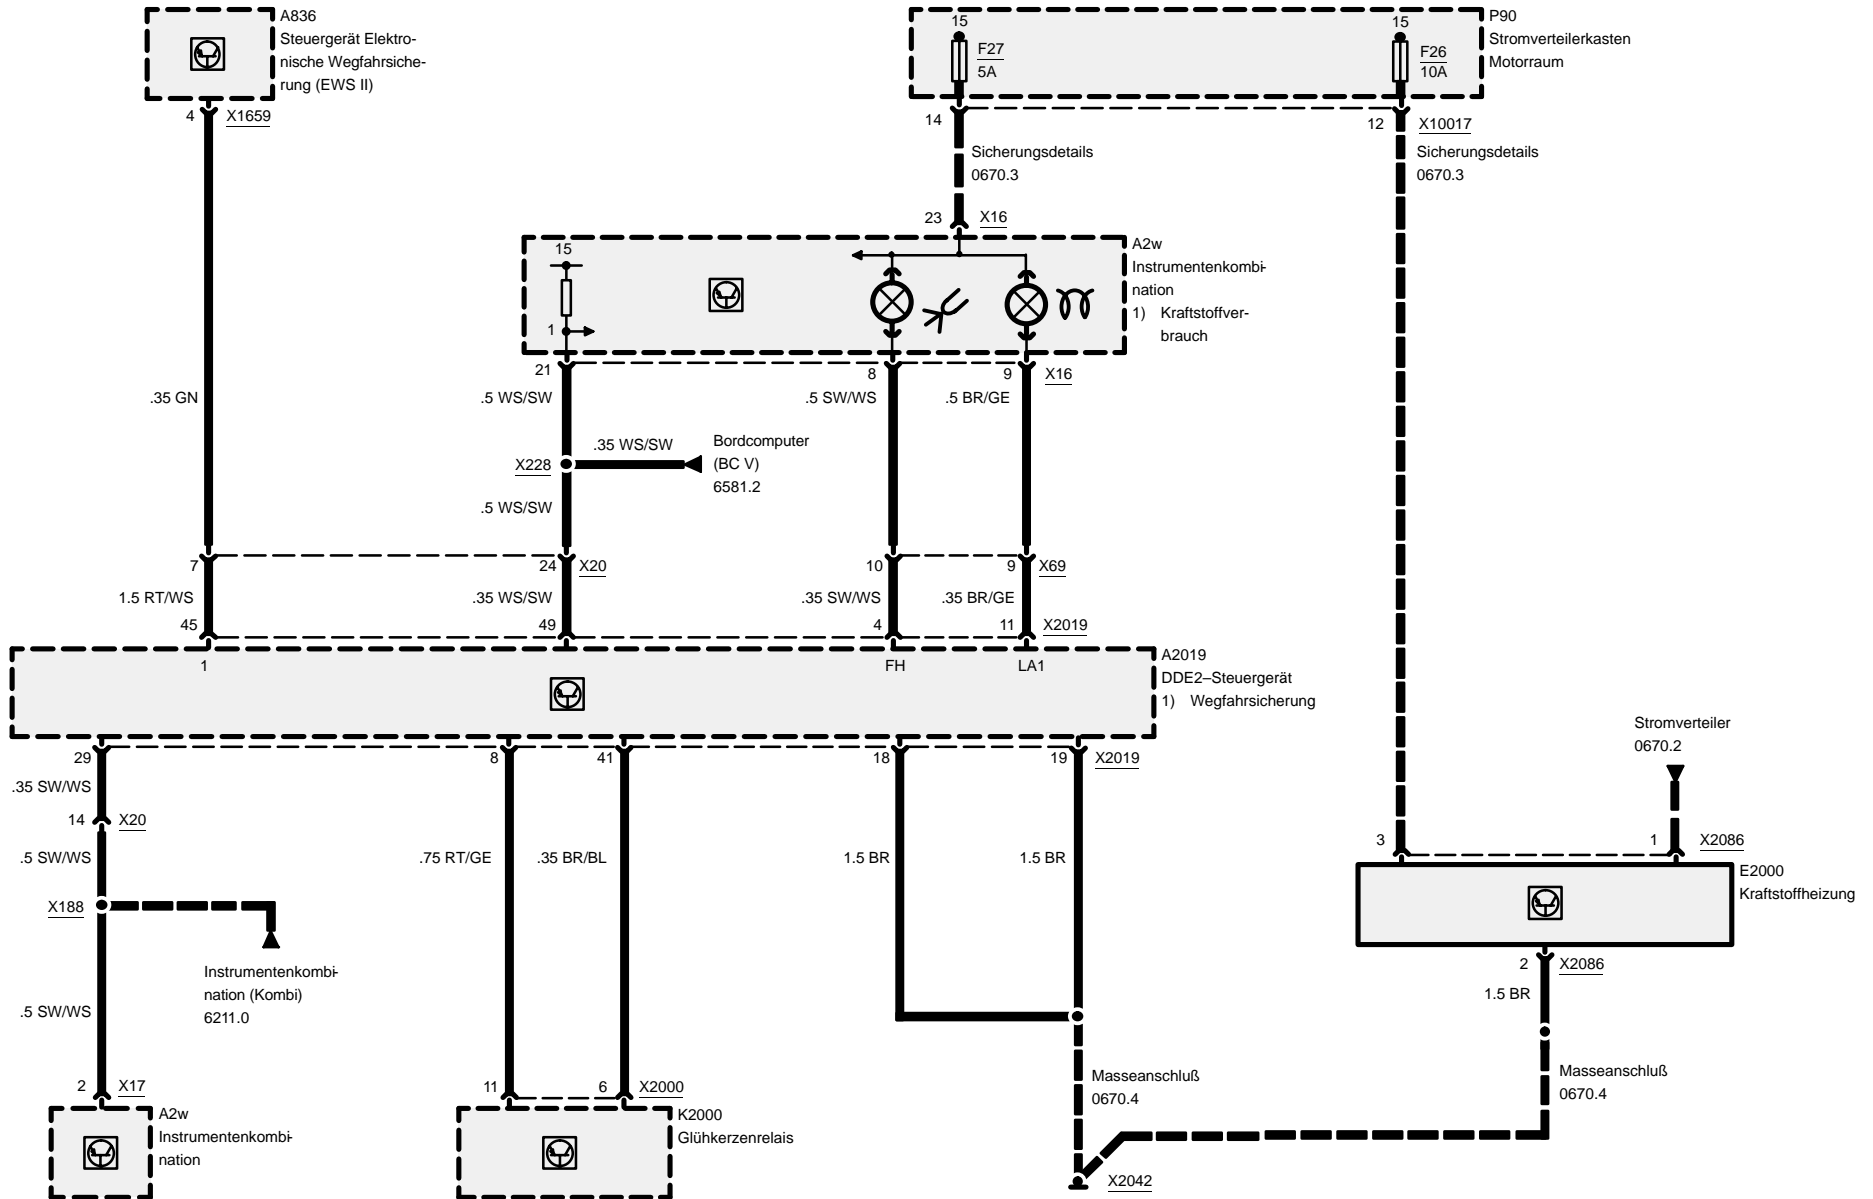 A836
Steuergerät Elektro-
nische Wegfahrsiche-
rung (EWS II)
4 X1659
15
F27
5A
15
F26
10A
P90
Stromverteilerkasten
Motorraum
14
12 X10017
Sicherungsdetails
0670.3
Sicherungsdetails
0670.3
23 X16
15
1
A2w
Instrumentenkombi-
nation
1) Kraftstoffver-
brauch
21 8 9 X16
.35 GN .5 WS/SW .5 SW/WS .5 BR/GE
X228 .35 WS/SW
Bordcomputer
(BC V)
6581.2
.5 WS/SW
7 24 X20 10 9 X69
1.5 RT/WS .35 WS/SW .35 SW/WS .35 BR/GE
45 49 4 11 X2019
1 FH LA1
A2019
DDE2–Steuergerät
1) Wegfahrsicherung
29 8 41 18 19 X2019
Stromverteiler
0670.2
.35 SW/WS
14 X20
3 1 X2086
.5 SW/WS .75 RT/GE .35 BR/BL 1.5 BR 1.5 BR
E2000
Kraftstoffheizung
X188
Instrumentenkombi-
nation (Kombi)
6211.0
2 X2086
1.5 BR
.5 SW/WS
Masseanschluß
0670.4
Masseanschluß
0670.4
2 X17 11 6 X2000
A2w
Instrumentenkombi-
nation
K2000
Glühkerzenrelais
X2042